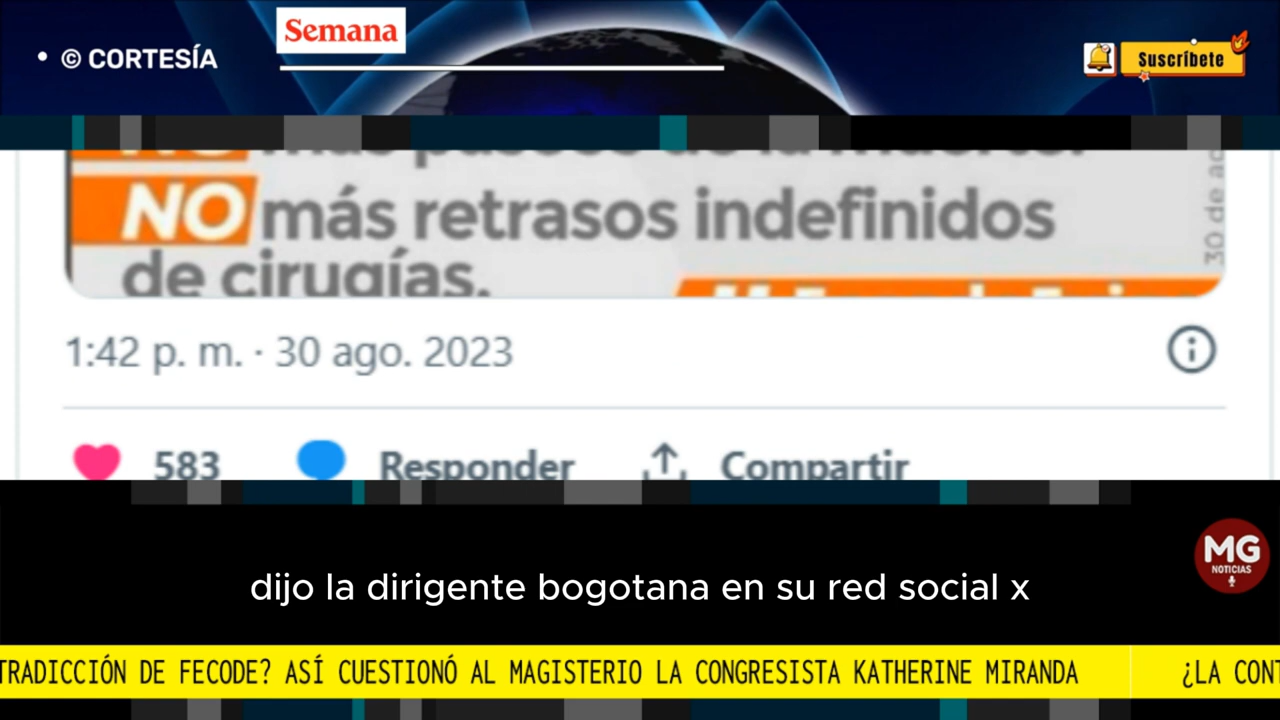 Semana
• © CORTESÍA
Suscríbete
NO más retrasos indefinidos
de cirugías.
30 de
1:42 p. m. · 30 ago. 2023
583 Responder Compartir
MG
NOTICIAS
dijo la dirigente bogotana en su red social x
TRADICCIÓN DE FECODE? ASÍ CUESTIONÓ AL MAGISTERIO LA CONGRESISTA KATHERINE MIRANDA ¿LA CONT